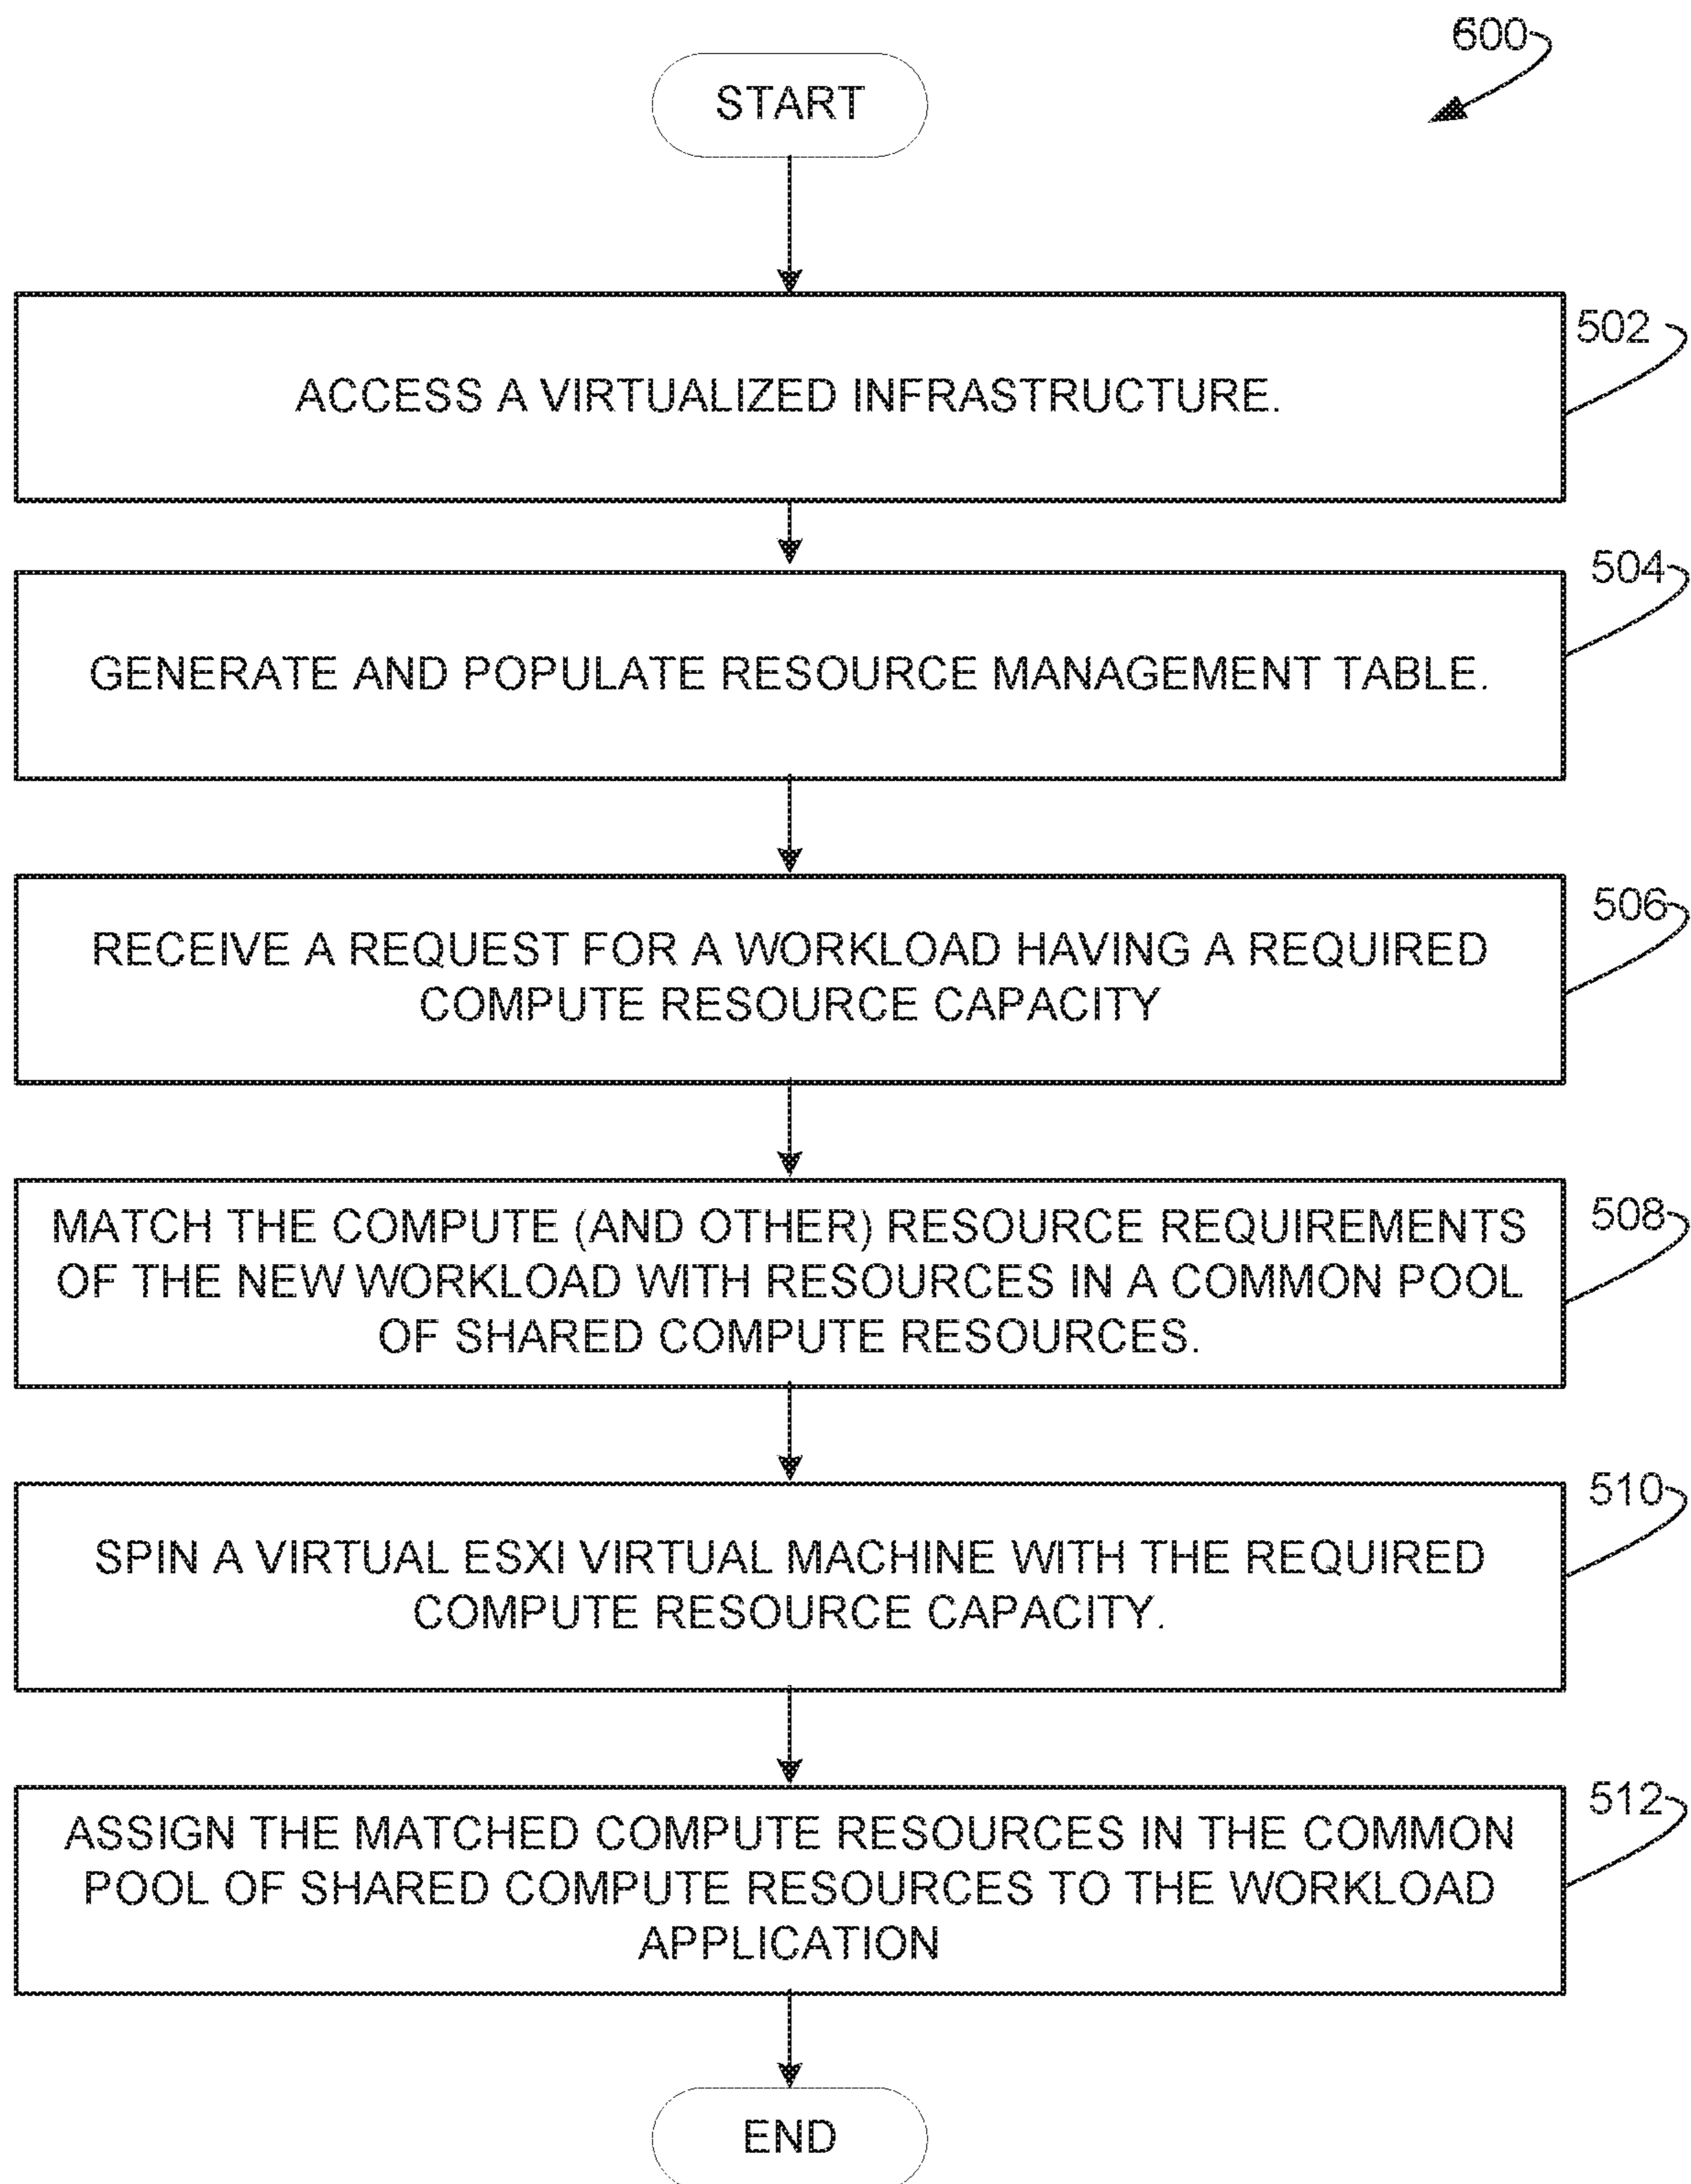 600
START
ACCESS A VIRTUALIZED INFRASTRUCTURE.
502
GENERATE AND POPULATE RESOURCE MANAGEMENT TABLE.
504
RECEIVE A REQUEST FOR A WORKLOAD HAVING A REQUIRED
COMPUTE RESOURCE CAPACITY
506
MATCH THE COMPUTE (AND OTHER) RESOURCE REQUIREMENTS
OF THE NEW WORKLOAD WITH RESOURCES IN A COMMON POOL
OF SHARED COMPUTE RESOURCES.
508
SPIN A VIRTUAL ESXI VIRTUAL MACHINE WITH THE REQUIRED
COMPUTE RESOURCE CAPACITY.
510
ASSIGN THE MATCHED COMPUTE RESOURCES IN THE COMMON
POOL OF SHARED COMPUTE RESOURCES TO THE WORKLOAD
APPLICATION
512
END